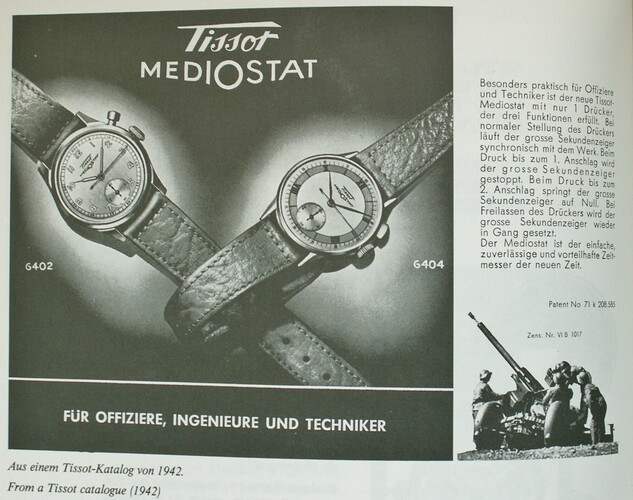 Tissot
MEDIOSTAT
6402
6404
FÜR OFFIZIERE, INGENIEURE UND TECHNIKER
Besonders praktisch für Offiziere
und Techniker ist der neue Tissot-
Mediostat mit nur 1 Drücker,
der drei Funktionen erfüllt. Bei
normaler Stellung des Drückers
läuft der grosse Sekundenzeiger
synchronisch mit dem Werk. Beim
Druck bis zum 1. Anschlag wird
der grosse Sekundenzeiger
gestoppt. Beim Druck bis zum
2. Anschlag springt der grosse
Sekundenzeiger auf Null. Bei
Freilassen des Drückers wird der
grosse Sekundenzeiger wieder
in Gang gesetzt.
Der Mediostat ist der einfache,
zuverlässige und vorteilhafte Zeit-
messer der neuen Zeit.
Patent No 71 k 208.585
Zens. Nr. VI B 1017
Aus einem Tissot-Katalog von 1942.
From a Tissot catalogue (1942)